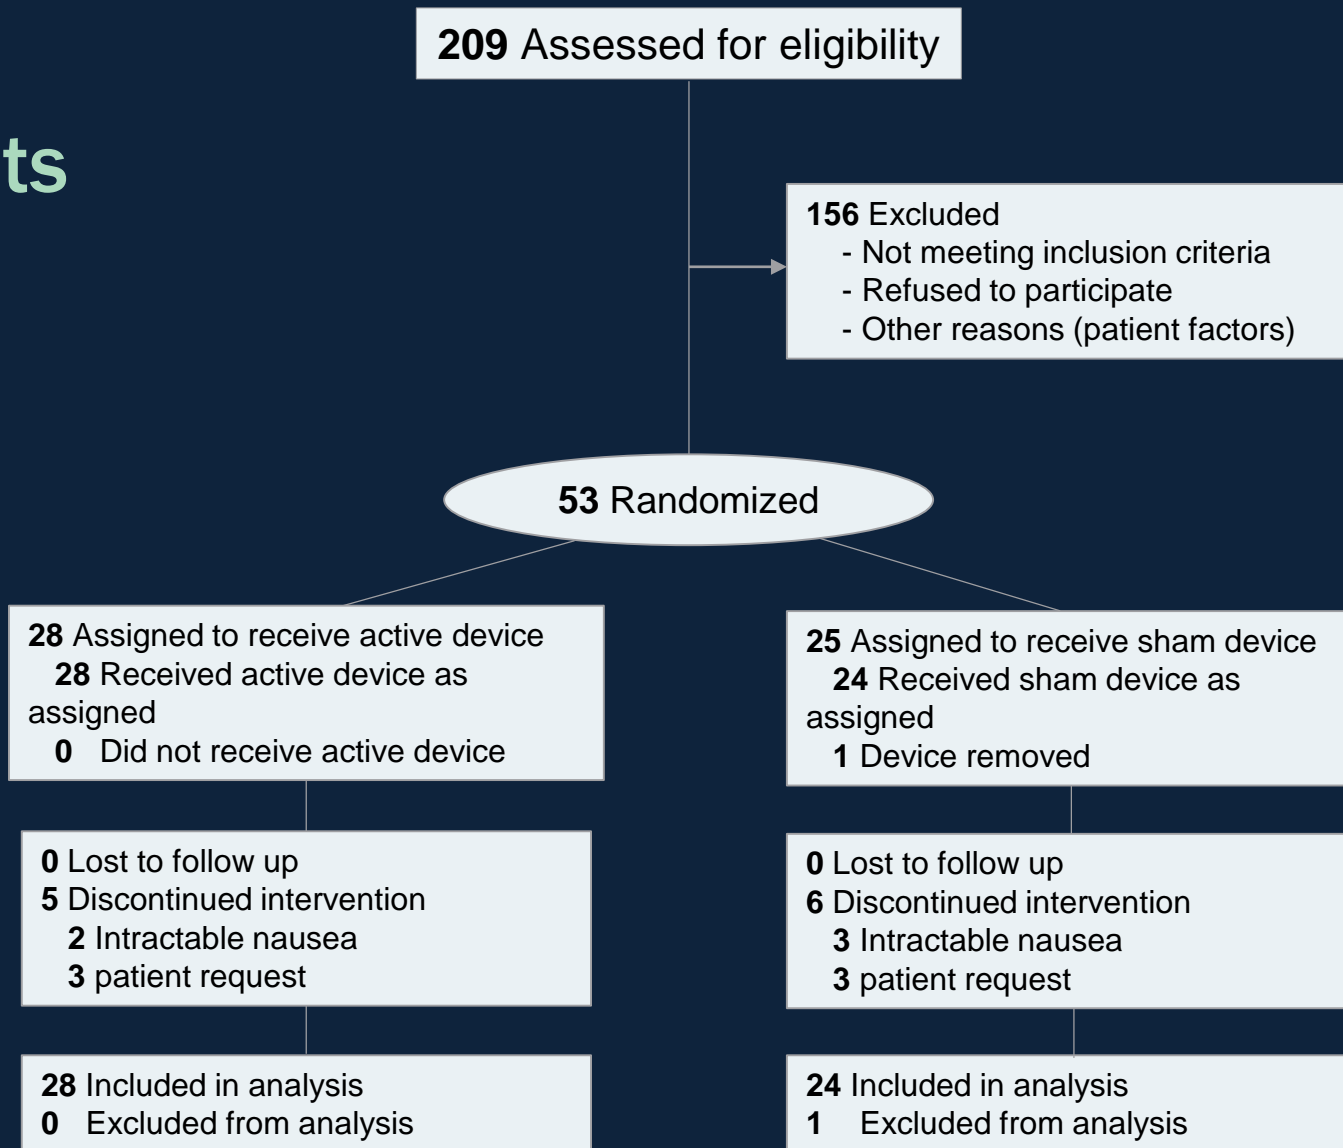 209 Assessed for eligibility
ts
156 Excluded
- Not meeting inclusion criteria
- Refused to participate
- Other reasons (patient factors)
53 Randomized
28 Assigned to receive active device
28 Received active device as
assigned
0 Did not receive active device
25 Assigned to receive sham device
24 Received sham device as
assigned
1 Device removed
0 Lost to follow up
5 Discontinued intervention
2 Intractable nausea
3 patient request
0 Lost to follow up
6 Discontinued intervention
3 Intractable nausea
3 patient request
28 Included in analysis
0 Excluded from analysis
24 Included in analysis
1 Excluded from analysis